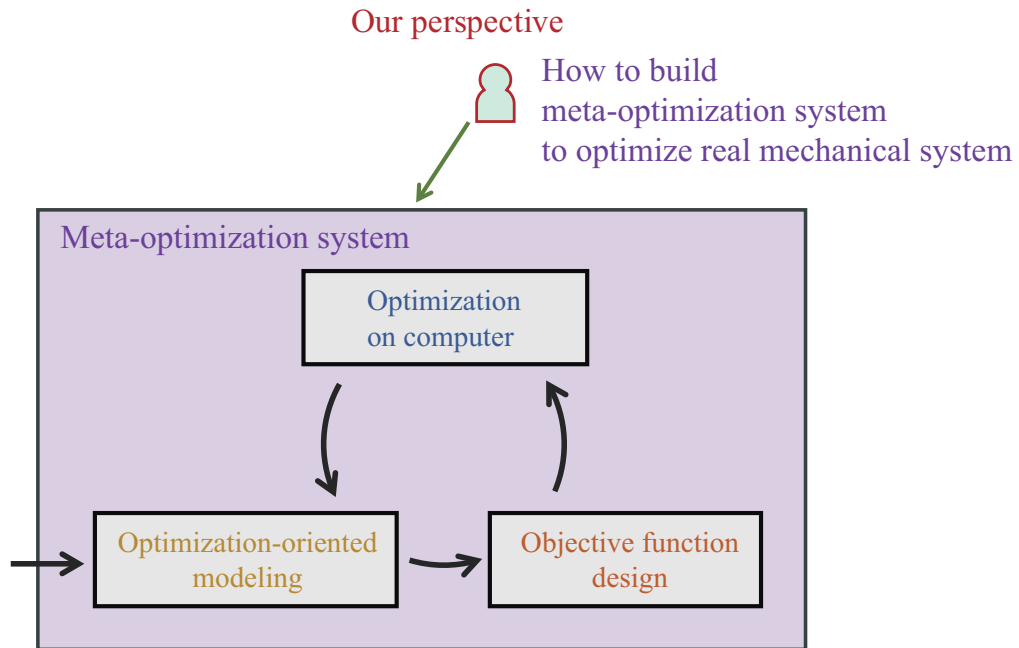 Our perspective
How to build
meta-optimization system
to optimize real mechanical system
Meta-optimization system
Optimization
on computer
Optimization-oriented
modeling
Objective function
design